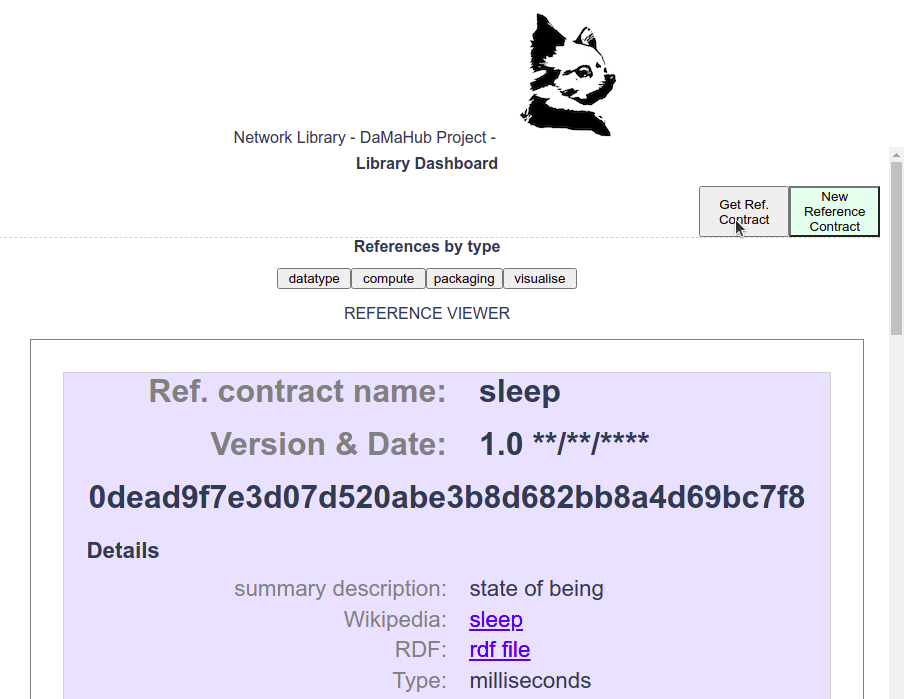 Network Library - DaMaHub Project -
Library Dashboard
Get Ref.
Contract
New
Reference
Contract
References by type
datatype compute packaging visualise
REFERENCE VIEWER
Ref. contract name: sleep
Version & Date: 1.0 **/**/****
0dead9f7e3d07d520abe3b8d682bb8a4d69bc7f8
Details
summary description: state of being
Wikipedia: sleep
RDF: rdf file
Type: milliseconds